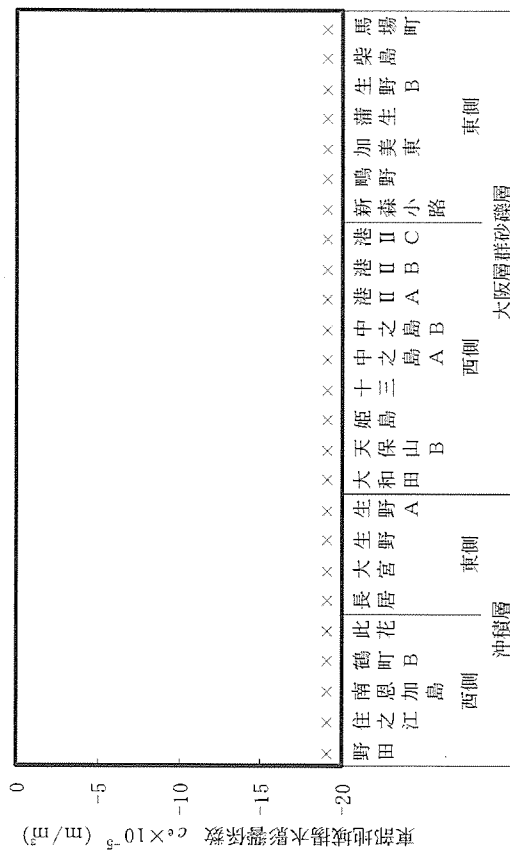 東部地域揚水影響係数 cₑ×10⁻⁵ (m/m³)
0
-5
-10
-15
-20
野田
住之江
南恩加島
鶴町B
此花
長居
大宮
生野
生野A
大和田
天保山B
姫島
十三
中之島A
中之島B
港ⅡA
港ⅡB
港ⅡC
新森小路
鴫野
加美東
蒲生
生野B
柴島
馬場町
西側
東側
西側
東側
沖積層
大阪層群砂礫層